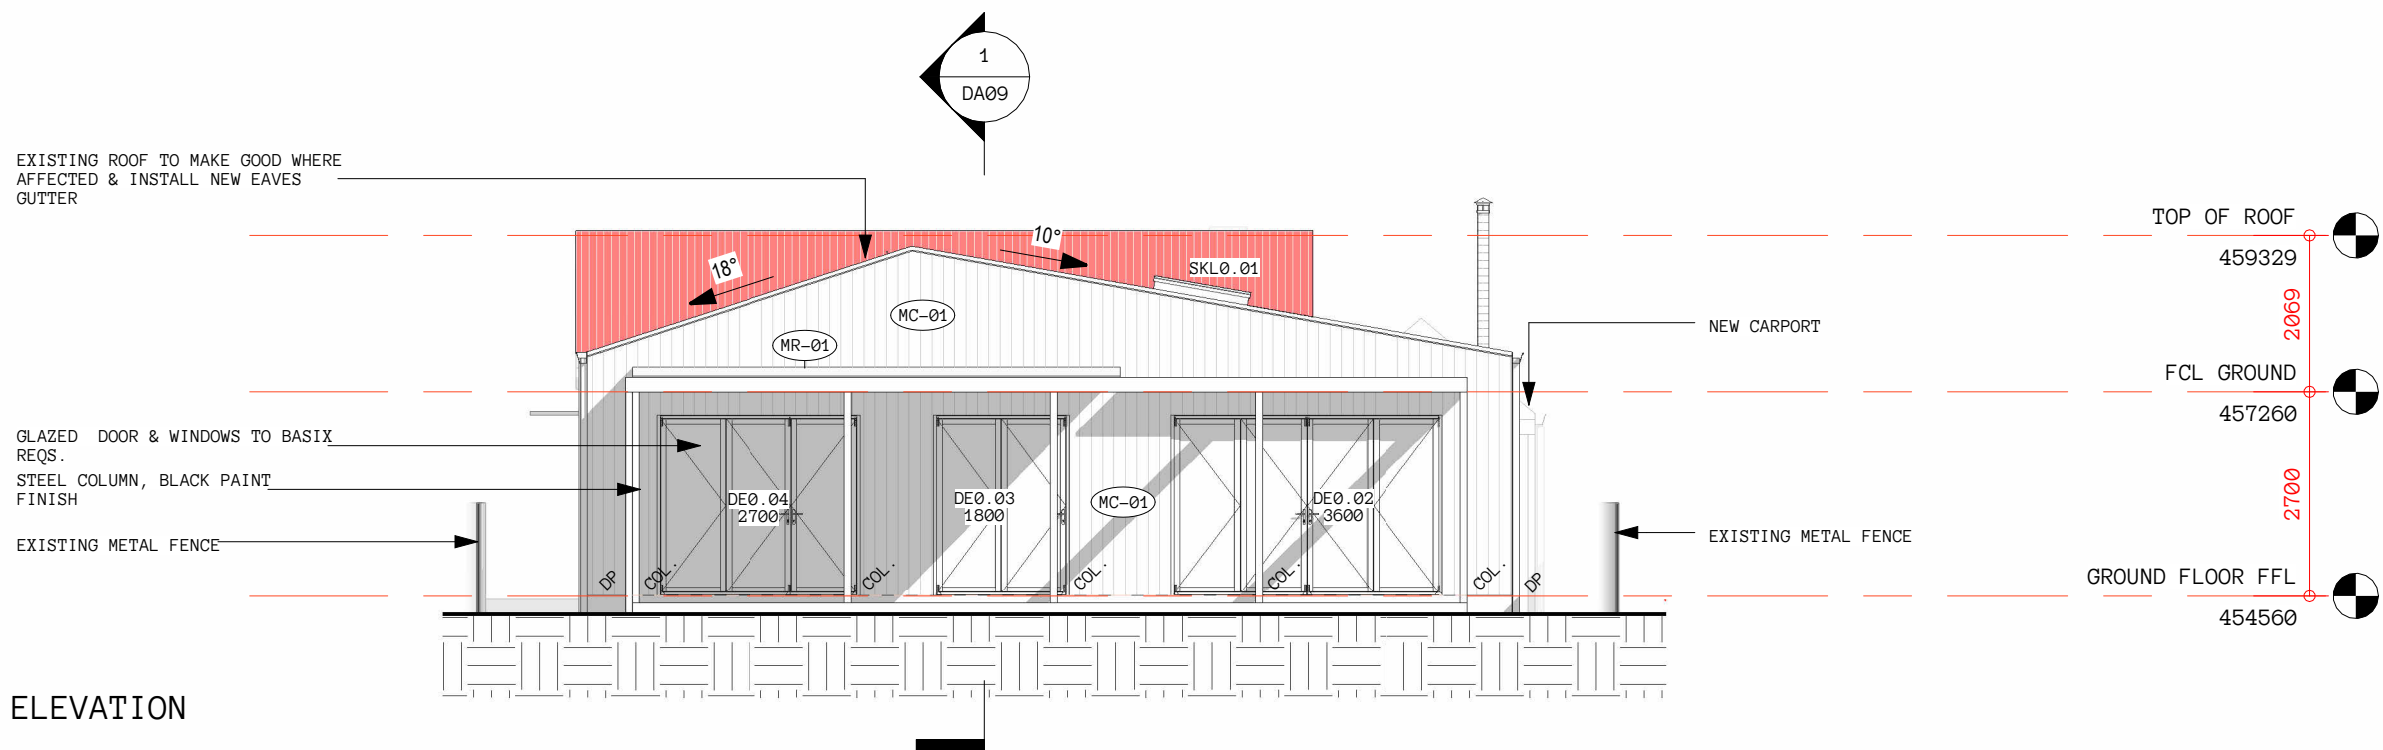 1
DA09
EXISTING ROOF TO MAKE GOOD WHERE
AFFECTED & INSTALL NEW EAVES
GUTTER
TOP OF ROOF
459329
10°
18°
SKL0.01
2069
MC-01
NEW CARPORT
MR-01
FCL GROUND
457260
GLAZED DOOR & WINDOWS TO BASIX
REQS.
STEEL COLUMN, BLACK PAINT
FINISH
2700
DE0.04
2700
DE0.03
1800
MC-01
DE0.02
3600
EXISTING METAL FENCE
EXISTING METAL FENCE
DP
COL.
COL.
COL.
COL.
COL.
DP
GROUND FLOOR FFL
454560
ELEVATION